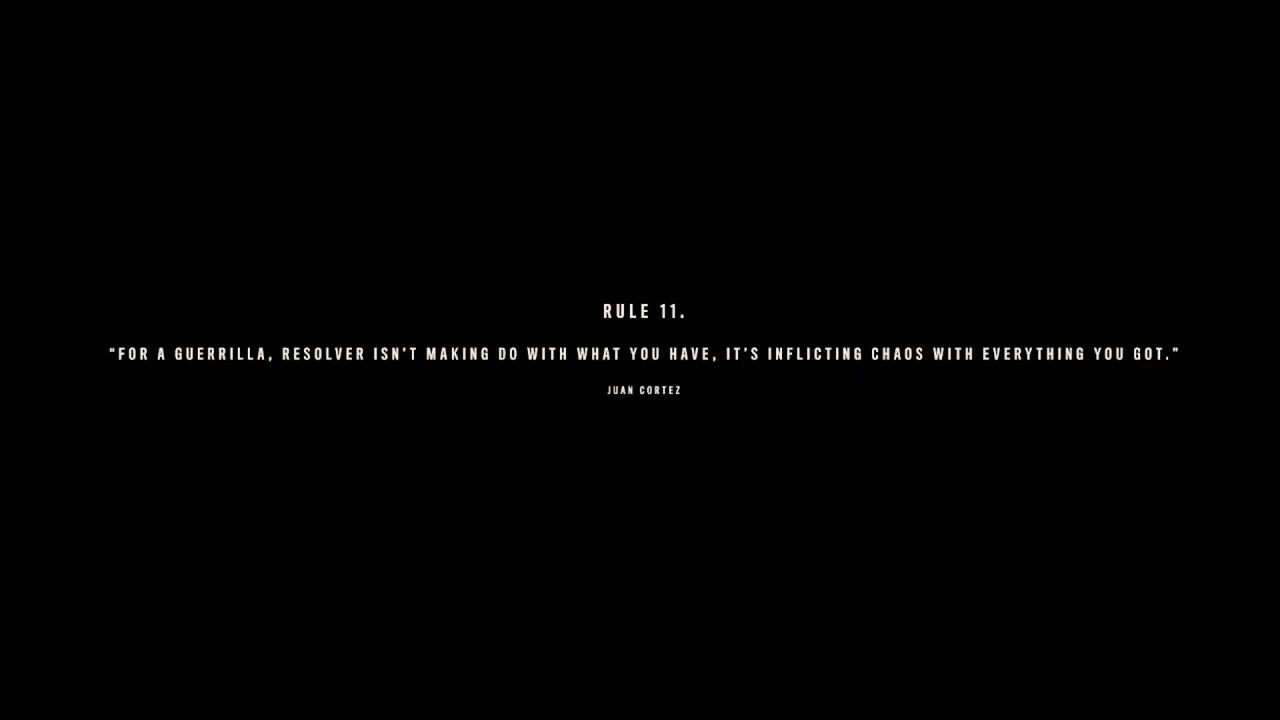 RULE 11.
"FOR A GUERRILLA, RESOLVER ISN'T MAKING DO WITH WHAT YOU HAVE, IT'S INFLICTING CHAOS WITH EVERYTHING YOU GOT."
JUAN CORTEZ